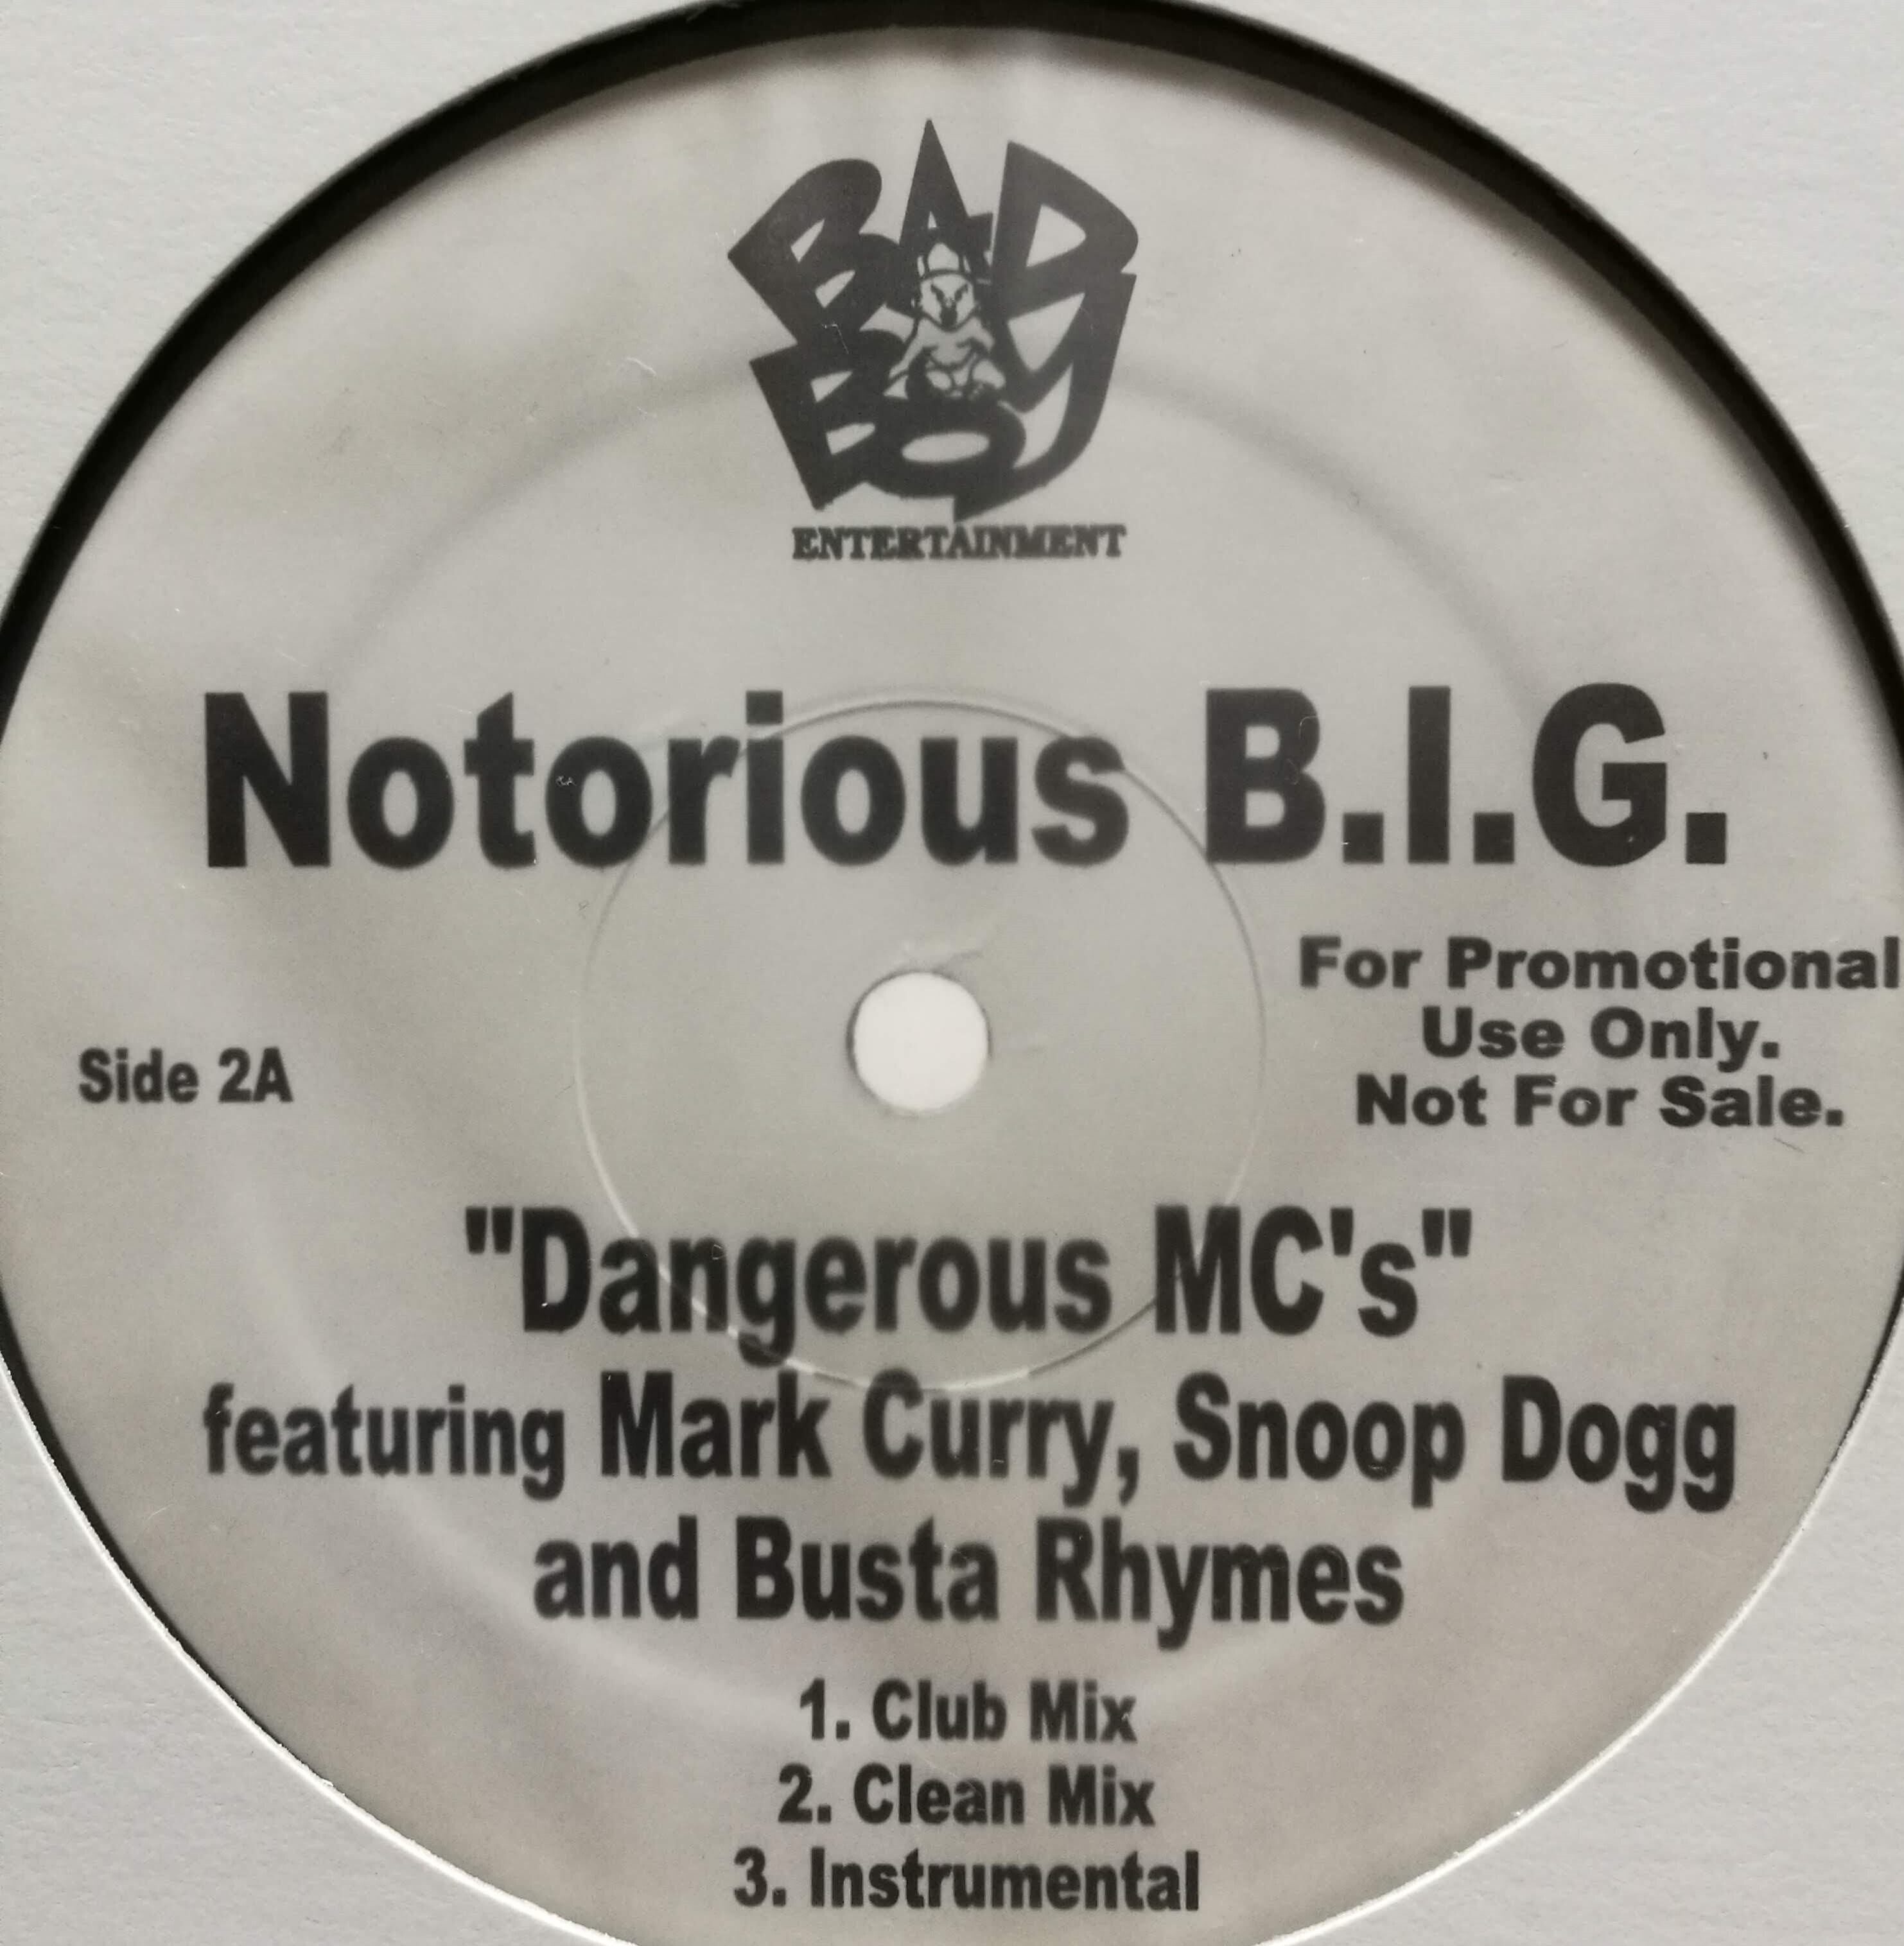 BAD
BOY
ENTERTAINMENT
Notorious B.I.G.
For Promotional
Use Only.
Not For Sale.
Side 2A
"Dangerous MC's"
featuring Mark Curry, Snoop Dogg
and Busta Rhymes
1. Club Mix
2. Clean Mix
3. Instrumental